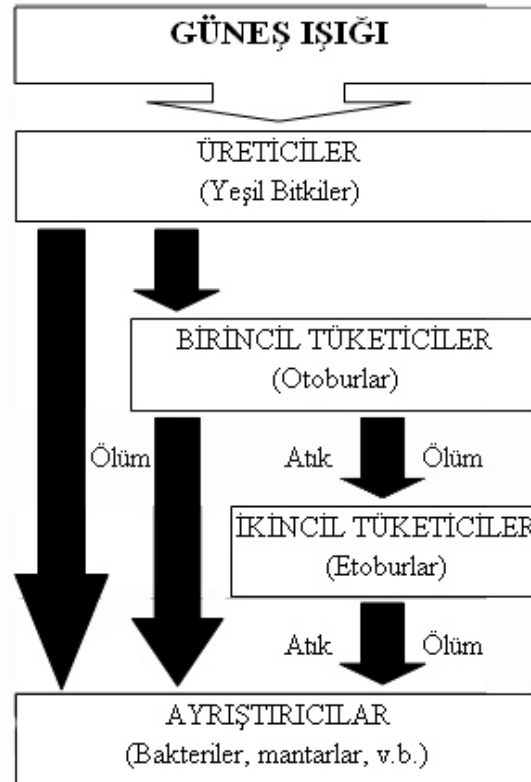 GÜNEŞ IŞIĞI
ÜRETİCİLER
(Yeşil Bitkiler)
BİRİNCİL TÜKETİCİLER
(Otoburlar)
Ölüm
Atık
Ölüm
İKİNCİL TÜKETİCİLER
(Etoburlar)
Atık
Ölüm
AYRIŞTIRICILAR
(Bakteriler, mantarlar, v.b.)